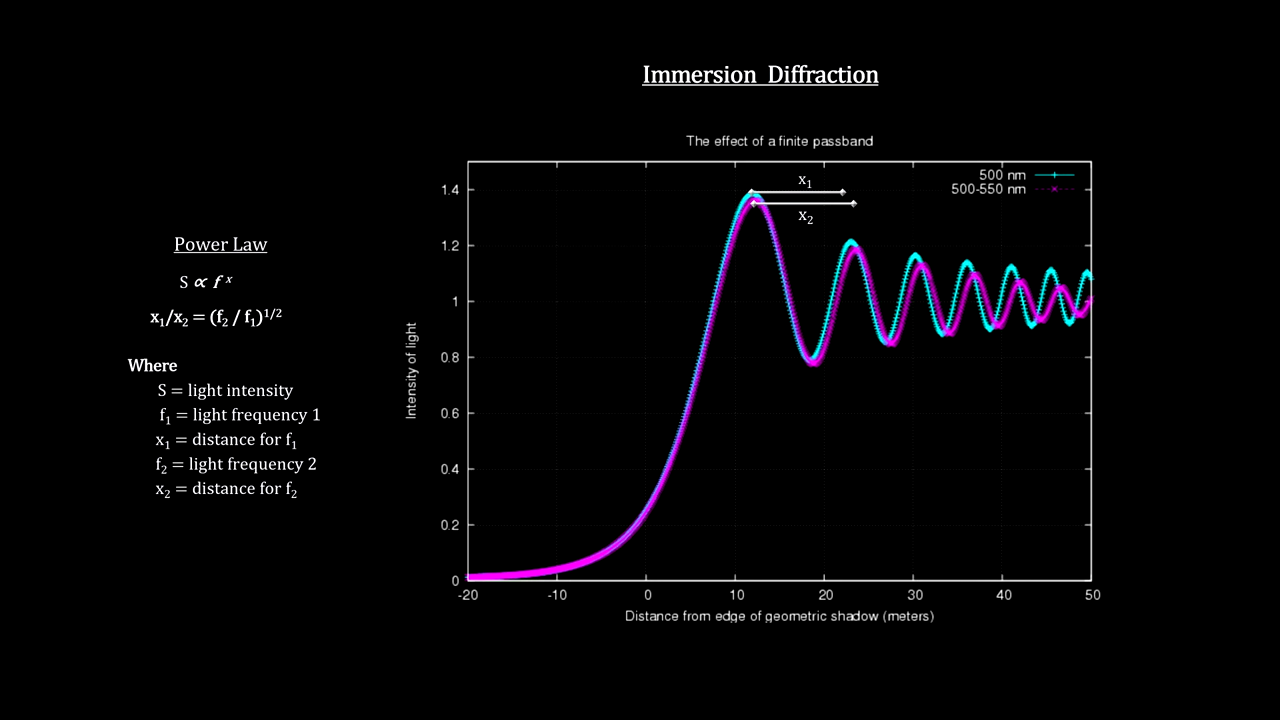 Immersion Diffraction
The effect of a finite passband
500 nm
500-550 nm
x₁
x₂
1.4
1.2
1
0.8
0.6
0.4
0.2
0
-20 -10 0 10 20 30 40 50
Intensity of light
Distance from edge of geometric shadow (meters)
Power Law
S ∝ f ˣ
x₁/x₂ = (f₂ / f₁)¹/²
Where
S = light intensity
f₁ = light frequency 1
x₁ = distance for f₁
f₂ = light frequency 2
x₂ = distance for f₂